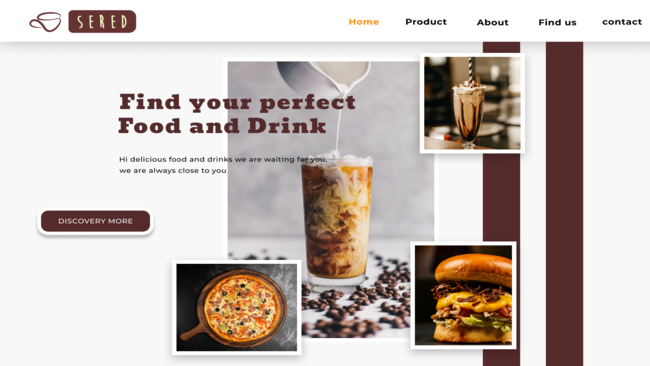 SERED
Home Product About Find us contact
Find your perfect
Food and Drink
Hi delicious food and drinks we are waiting for you,
we are always close to you
DISCOVERY MORE